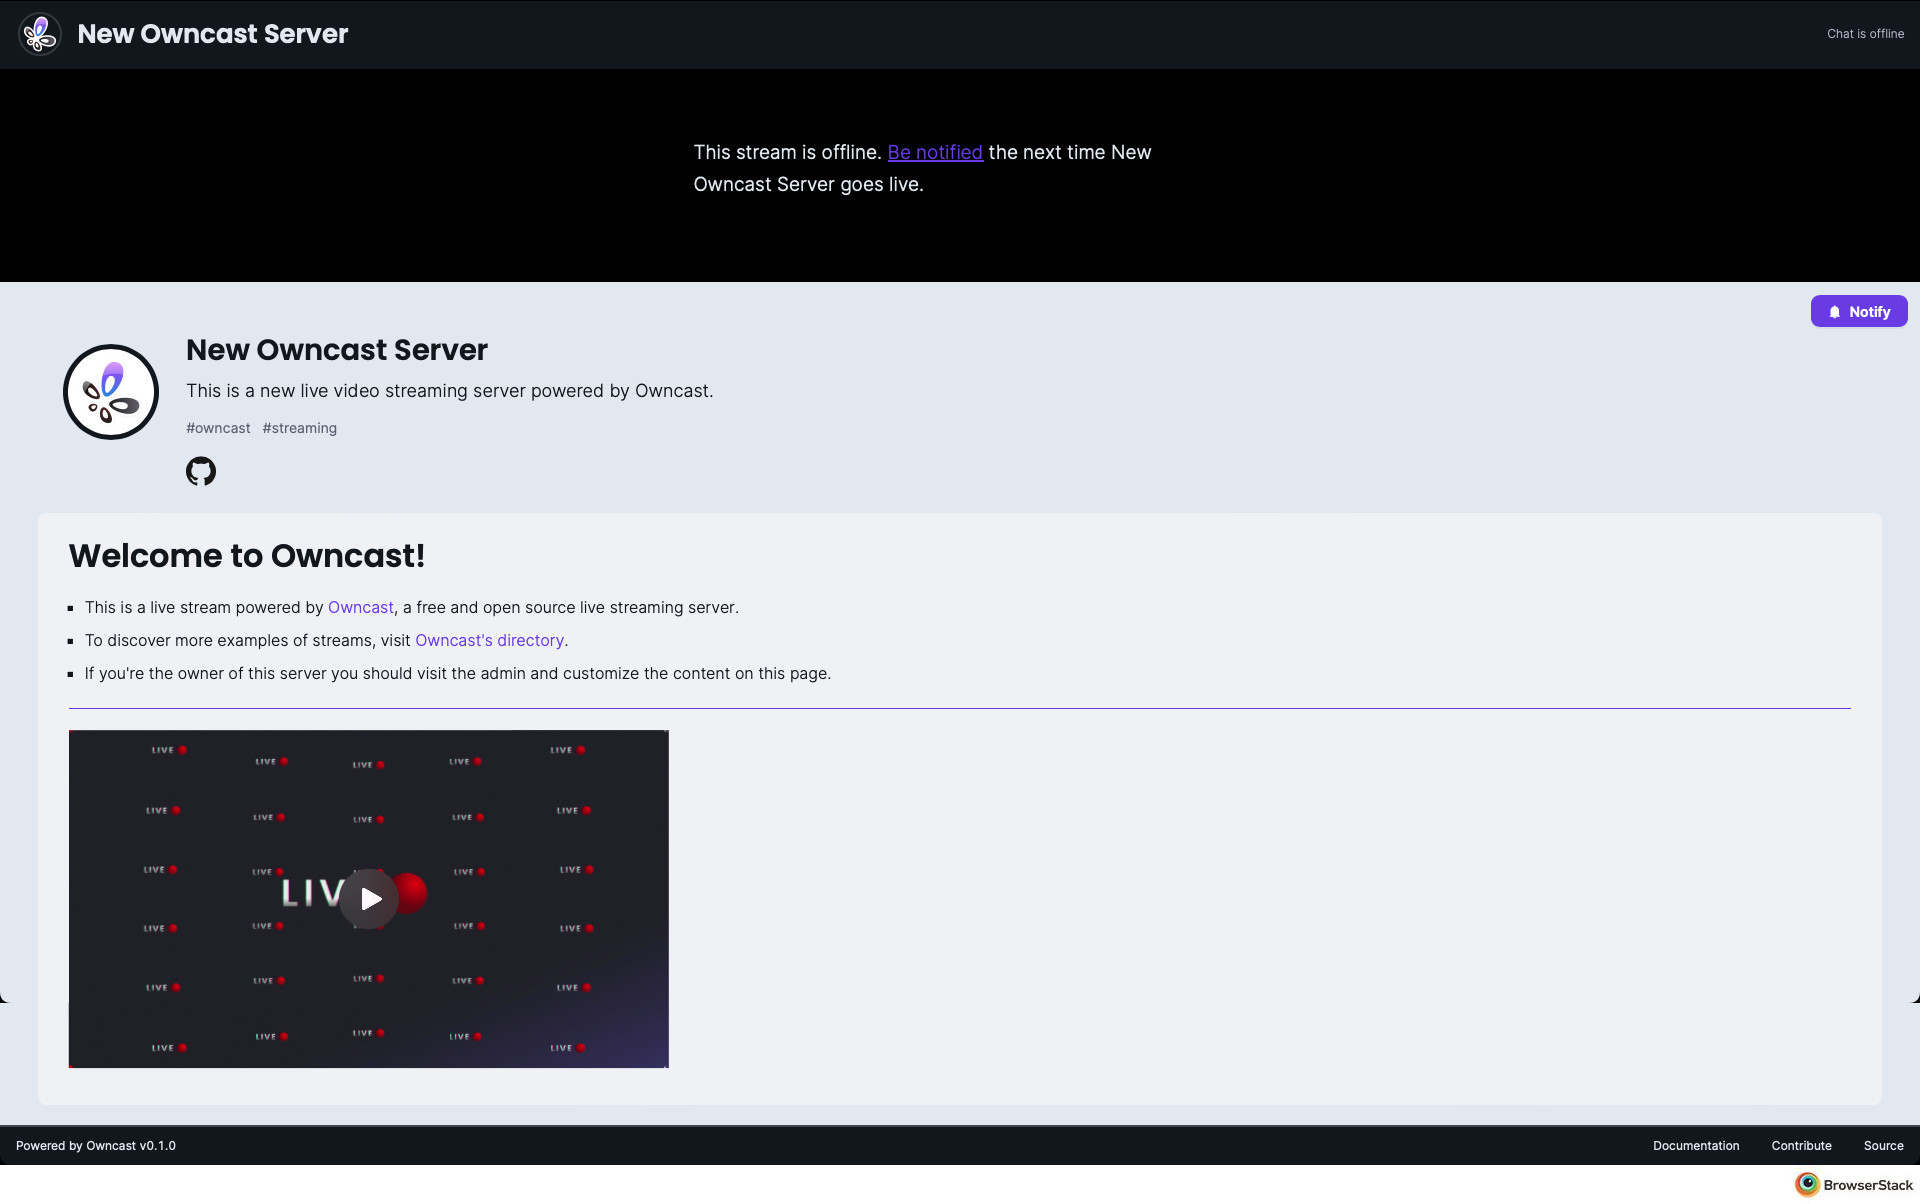 New Owncast Server
Chat is offline
This stream is offline. Be notified the next time New
Owncast Server goes live.
Notify
New Owncast Server
This is a new live video streaming server powered by Owncast.
#owncast #streaming
Welcome to Owncast!
This is a live stream powered by Owncast, a free and open source live streaming server.
To discover more examples of streams, visit Owncast's directory.
If you're the owner of this server you should visit the admin and customize the content on this page.
LIVE LIVE LIVE LIVE LIVE
LIVE LIVE LIVE LIVE LIVE
LIVE LIVE LIVE LIVE
LIV
LIVE LIVE LIVE LIVE
LIVE LIVE LIVE LIVE LIVE
LIVE LIVE LIVE LIVE LIVE
Powered by Owncast v0.1.0
Documentation Contribute Source
BrowserStack